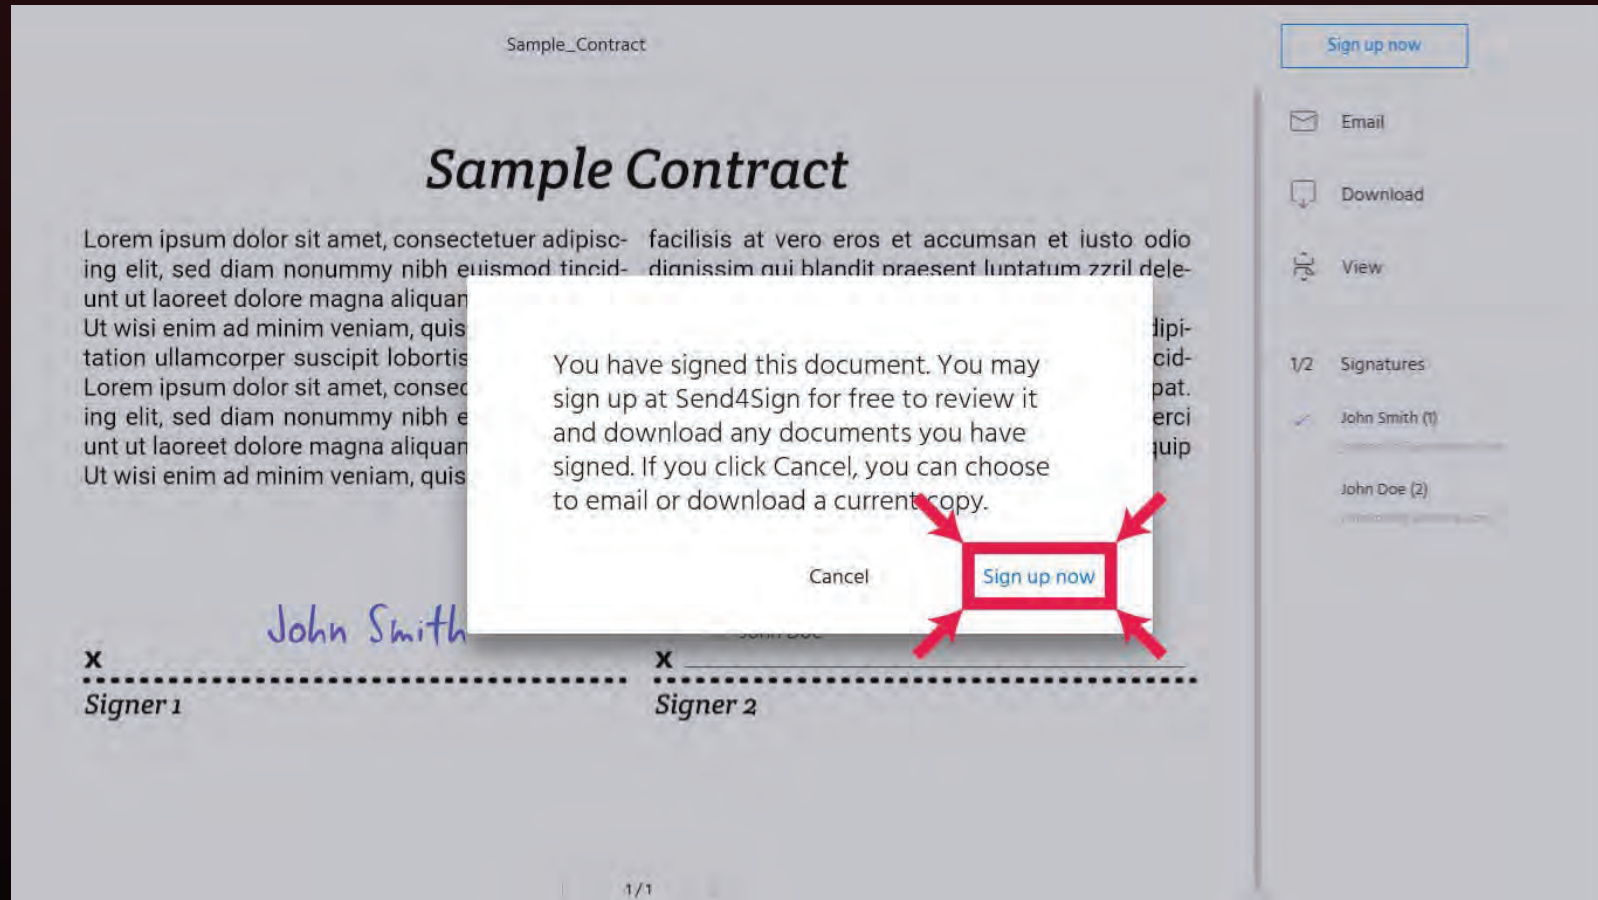 Sample_Contract
Sign up now
Email
Download
View
1/2 Signatures
John Smith (1)
John Doe (2)
Sample Contract
Lorem ipsum dolor sit amet, consectetuer adipisc-
ing elit, sed diam nonummy nibh euismod tincid-
unt ut laoreet dolore magna aliquan
Ut wisi enim ad minim veniam, quis
tation ullamcorper suscipit lobortis
Lorem ipsum dolor sit amet, consec
ing elit, sed diam nonummy nibh e
unt ut laoreet dolore magna aliquan
Ut wisi enim ad minim veniam, quis
facilisis at vero eros et accumsan et iusto odio
dignissim qui blandit praesent luptatum zzril dele-
dipi-
cid-
pat.
erci
quip
You have signed this document. You may
sign up at Send4Sign for free to review it
and download any documents you have
signed. If you click Cancel, you can choose
to email or download a current copy.
Cancel
Sign up now
John Smith
X
Signer 1
John Doe
X
Signer 2
1/1